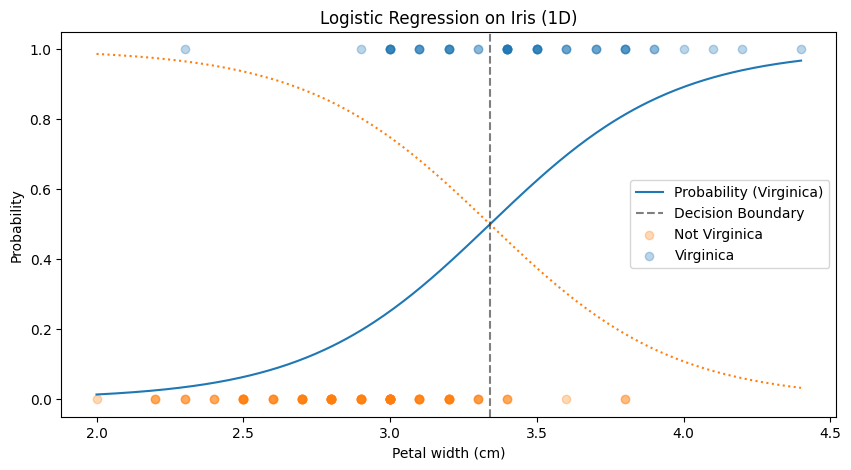 Logistic Regression on Iris (1D)
1.0
0.8
0.6
0.4
0.2
0.0
Probability
Probability (Virginica)
Decision Boundary
Not Virginica
Virginica
2.0 2.5 3.0 3.5 4.0 4.5
Petal width (cm)